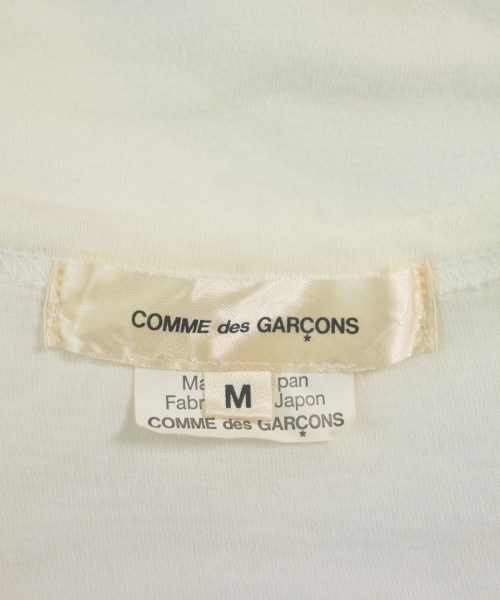 COMME des GARÇONS
Ma pan
M
Fabr Japon
COMME des GARÇONS